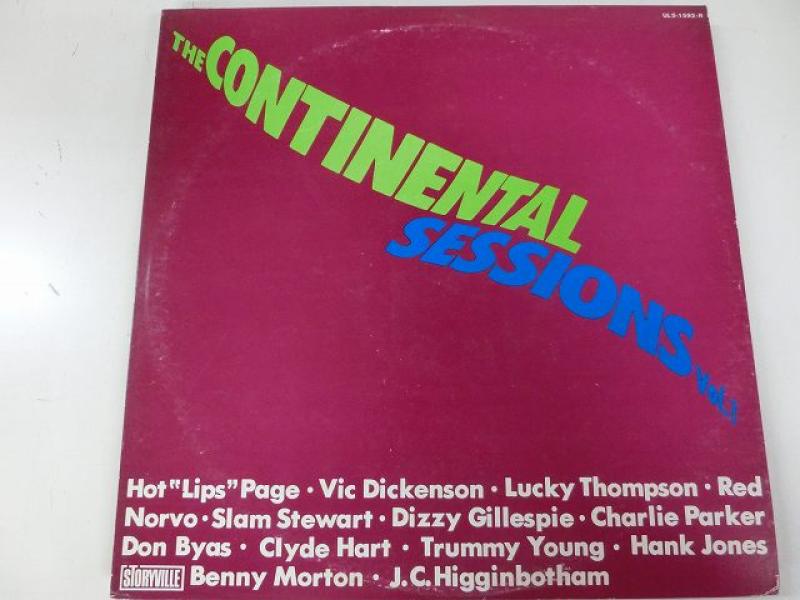 ULS-1592-R
THE CONTINENTAL
SESSIONS Vol.1
Hot "Lips" Page · Vic Dickenson · Lucky Thompson · Red
Norvo · Slam Stewart · Dizzy Gillespie · Charlie Parker
Don Byas · Clyde Hart · Trummy Young · Hank Jones
STORYVILLE Benny Morton · J.C.Higginbotham